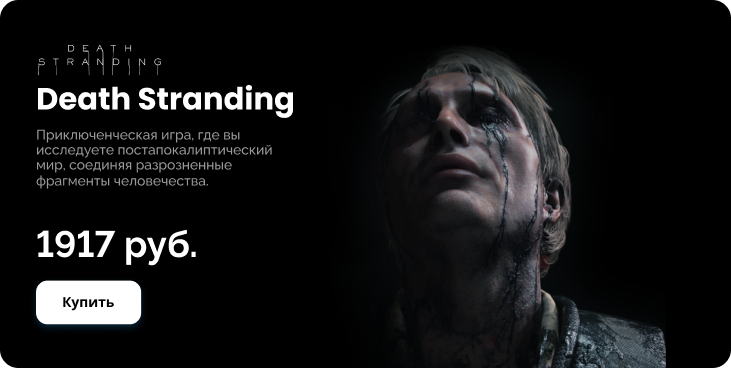 DEATH
STRANDING
Death Stranding
Приключенческая игра, где вы
исследуете постапокалиптический
мир, соединяя разрозненные
фрагменты человечества.
1917 руб.
Купить